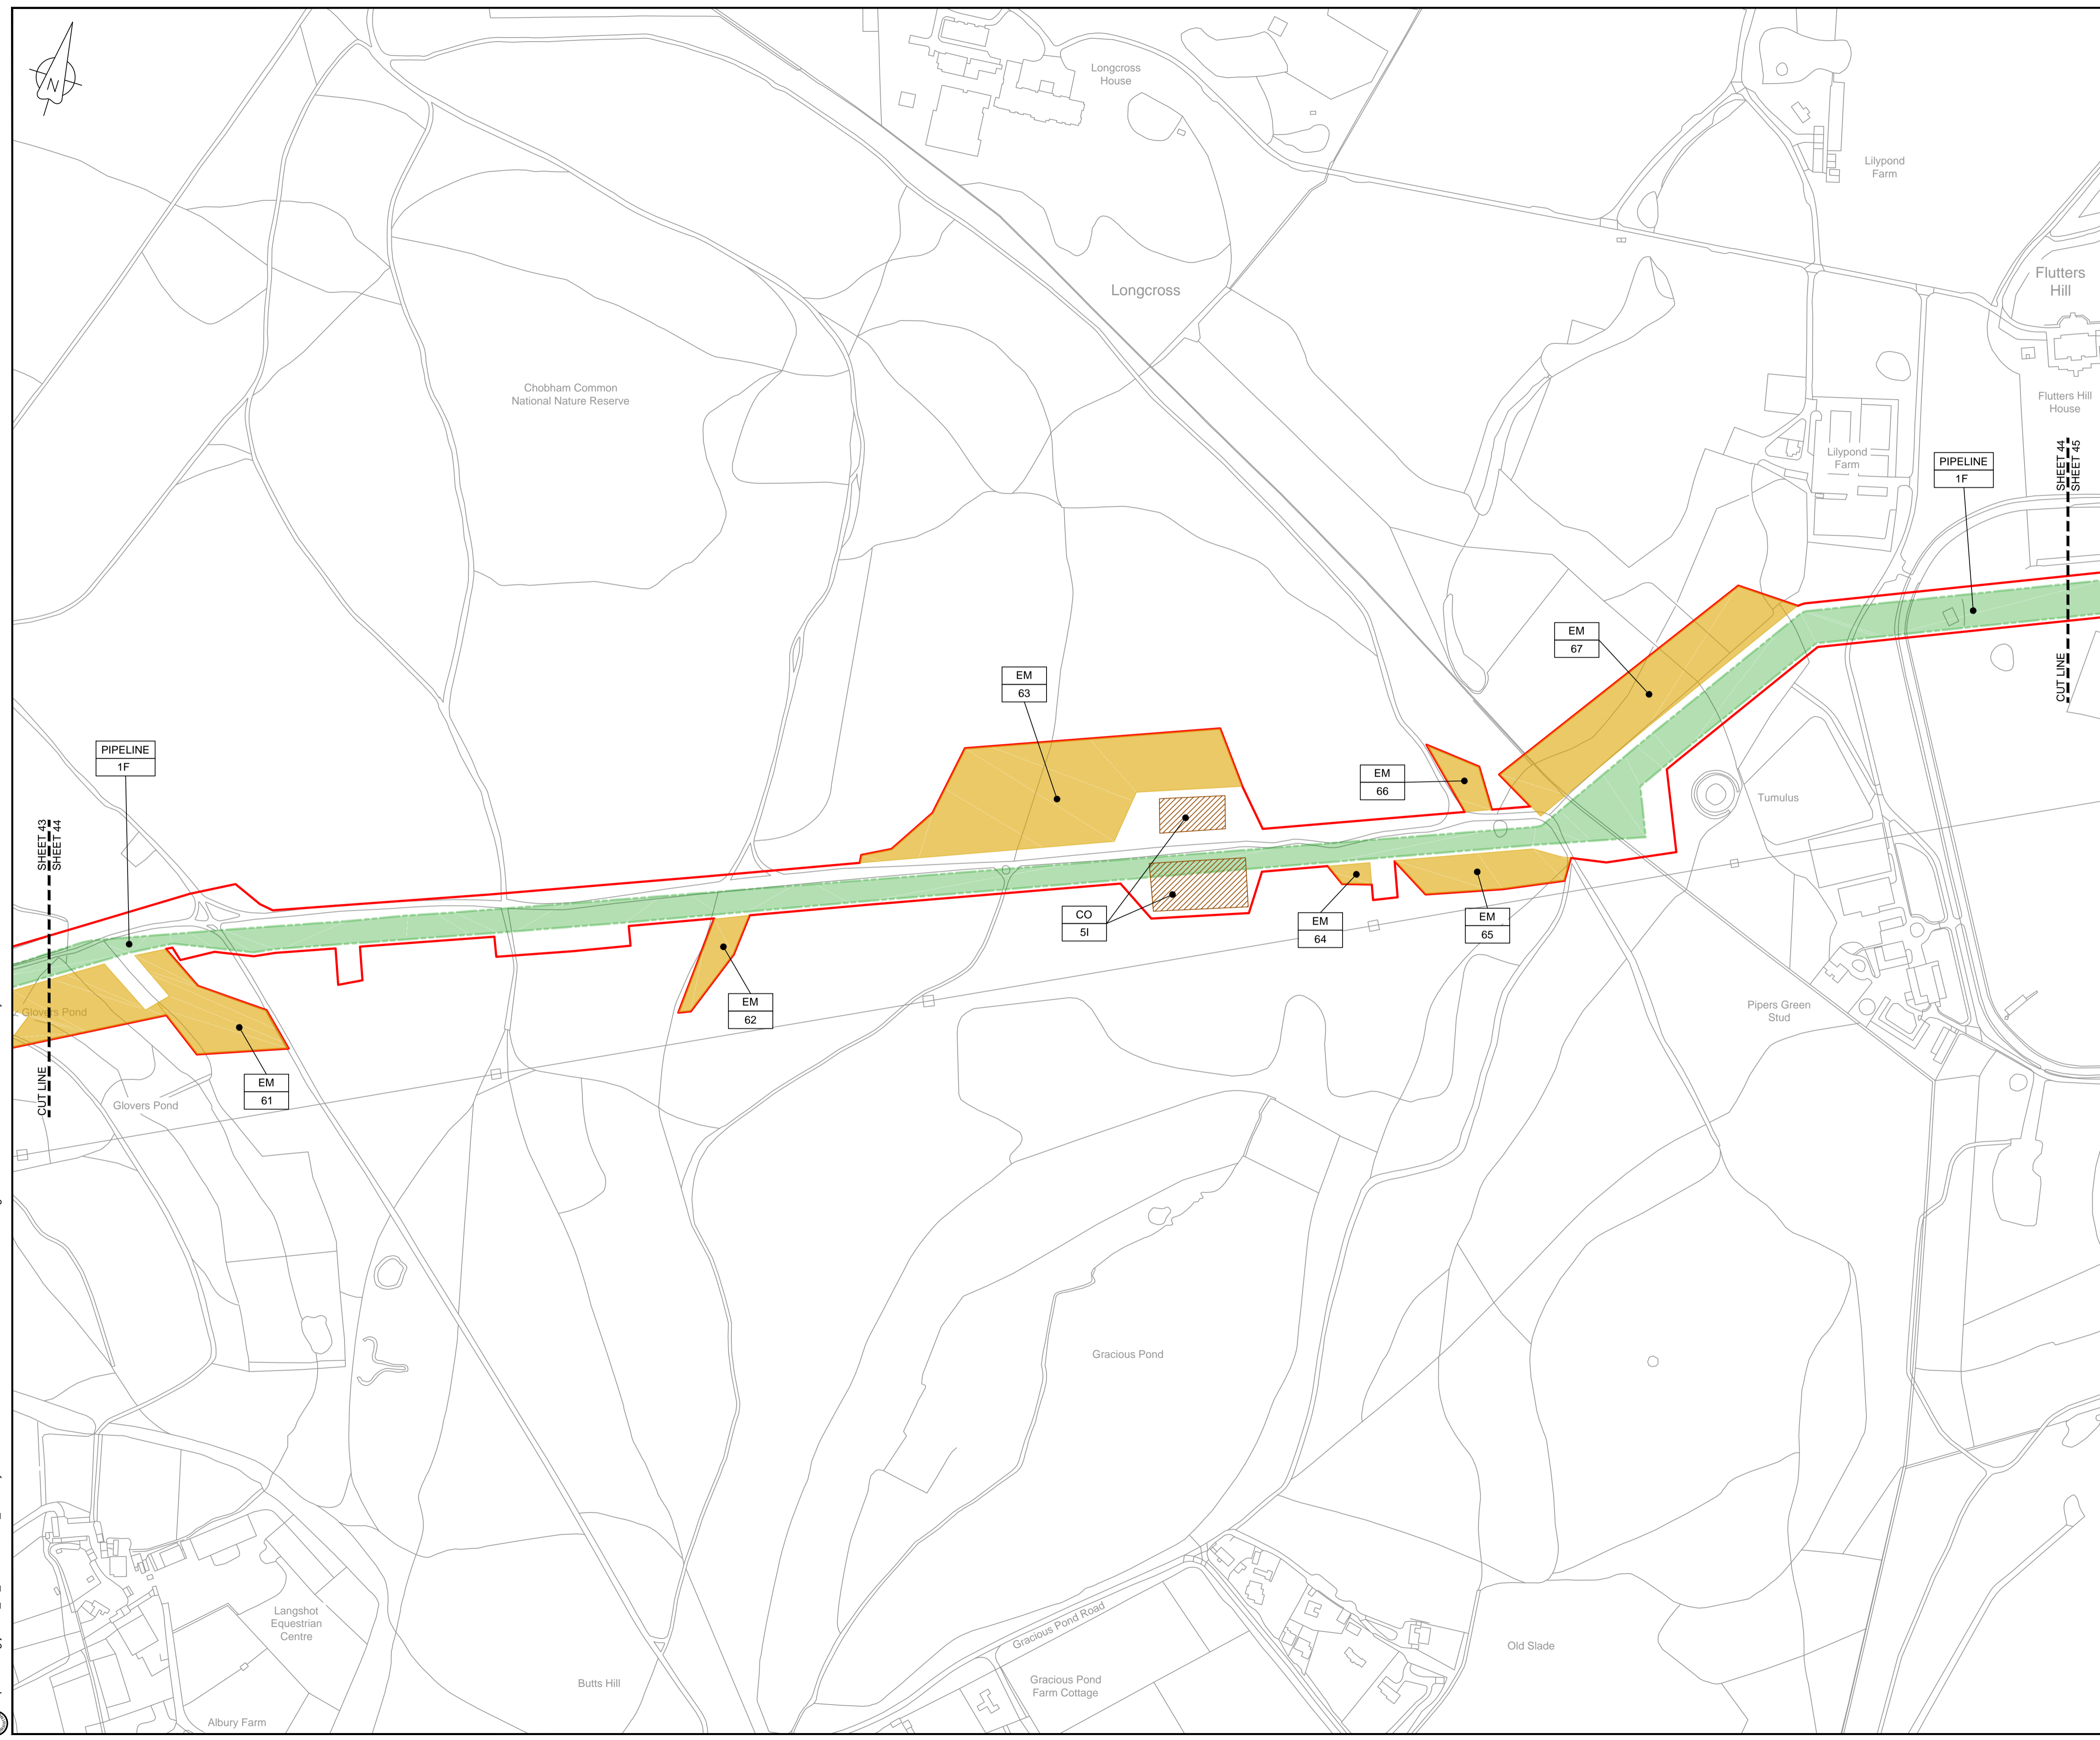 N
Longcross
House
Lilypond
Farm
Flutters
Hill
Longcross
Chobham Common
National Nature Reserve
Flutters Hill
House
Lilypond
Farm
SHEET 44
SHEET 45
PIPELINE
1F
EM
67
EM
63
CUT LINE
PIPELINE
1F
EM
66
Tumulus
SHEET 43
SHEET 44
CO
5I
EM
64
EM
65
EM
62
Glovers Pond
Pipers Green
Stud
CUT LINE
EM
61
Glovers Pond
Gracious Pond
Langshot
Equestrian
Centre
Gracious Pond Road
Old Slade
Butts Hill
Gracious Pond
Farm Cottage
Albury Farm